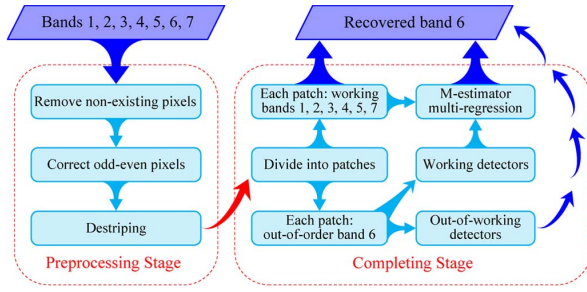 Bands 1, 2, 3, 4, 5, 6, 7
Remove non-existing pixels
Correct odd-even pixels
Destriping
Preprocessing Stage
Recovered band 6
Each patch: working
bands 1, 2, 3, 4, 5, 7
M-estimator
multi-regression
Divide into patches
Working detectors
Each patch:
out-of-order band 6
Out-of-working
detectors
Completing Stage